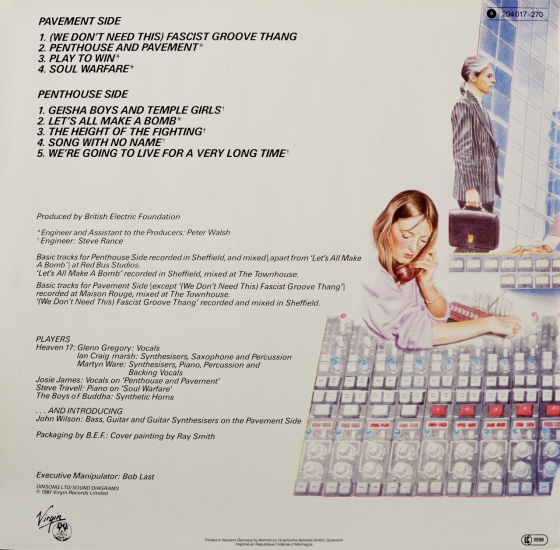 PAVEMENT SIDE
204 017-270
1. (WE DON'T NEED THIS) FASCIST GROOVE THANG
2. PENTHOUSE AND PAVEMENT*
3. PLAY TO WIN*
4. SOUL WARFARE*
PENTHOUSE SIDE
1. GEISHA BOYS AND TEMPLE GIRLS†
2. LET'S ALL MAKE A BOMB*
3. THE HEIGHT OF THE FIGHTING†
4. SONG WITH NO NAME†
5. WE'RE GOING TO LIVE FOR A VERY LONG TIME†
Produced by British Electric Foundation
*Engineer and Assistant to the Producers: Peter Walsh
†Engineer: Steve Rance
Basic tracks for Penthouse Side recorded in Sheffield, and mixed (apart from 'Let's All Make
A Bomb') at Red Bus Studios.
'Let's All Make A Bomb' recorded in Sheffield, mixed at The Townhouse.
Basic tracks for Pavement Side (except '(We Don't Need This) Fascist Groove Thang')
recorded at Maison Rouge, mixed at The Townhouse.
'(We Don't Need This) Fascist Groove Thang' recorded and mixed in Sheffield.
PLAYERS
Heaven 17: Glenn Gregory: Vocals
Ian Craig marsh: Synthesisers, Saxophone and Percussion
Martyn Ware: Synthesisers, Piano, Percussion and
Backing Vocals
Josie James: Vocals on 'Penthouse and Pavement'
Steve Travell: Piano on 'Soul Warfare'
The Boys of Buddha: Synthetic Horns
. . . AND INTRODUCING
John Wilson: Bass, Guitar and Guitar Synthesisers on the Pavement Side
Packaging by B.E.F.: Cover painting by Ray Smith
Executive Manipulator: Bob Last
DINSONG LTD/SOUND DIAGRAMS
℗ 1981 Virgin Records Limited
Virgin
Printed in Western Germany by Mohndruck Graphische Betriebe GmbH, Gütersloh
Imprimé en République Fédérale d'Allemagne
LC 3098